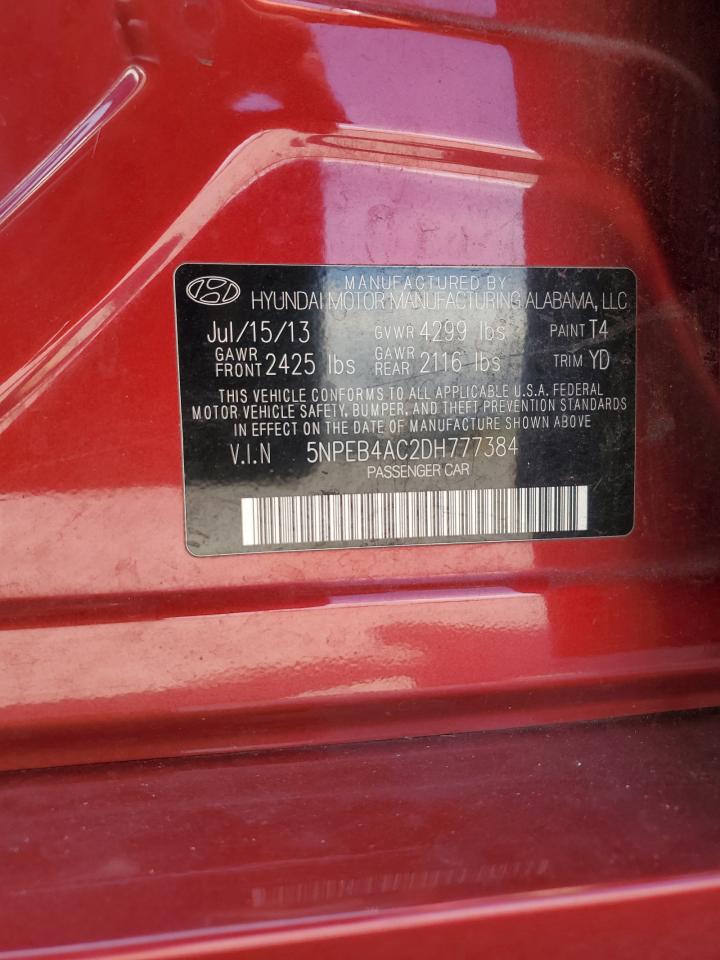 MANUFACTURED BY
HYUNDAI MOTOR MANUFACTURING ALABAMA, LLC
Jul/15/13 GVWR 4299 lbs PAINT T4
GAWR FRONT 2425 lbs GAWR REAR 2116 lbs TRIM YD
THIS VEHICLE CONFORMS TO ALL APPLICABLE U.S.A. FEDERAL
MOTOR VEHICLE SAFETY, BUMPER, AND THEFT PREVENTION STANDARDS
IN EFFECT ON THE DATE OF MANUFACTURE SHOWN ABOVE
V.I.N 5NPEB4AC2DH777384
PASSENGER CAR